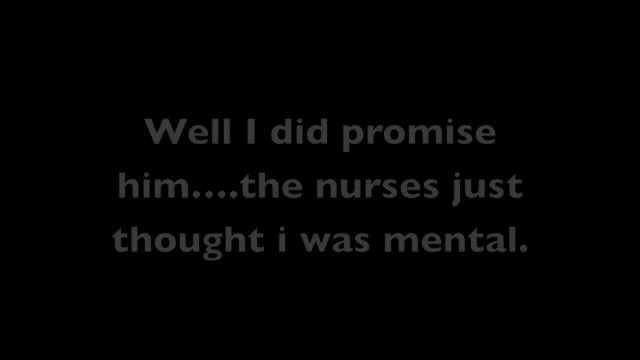 Well I did promise
him....the nurses just
thought i was mental.